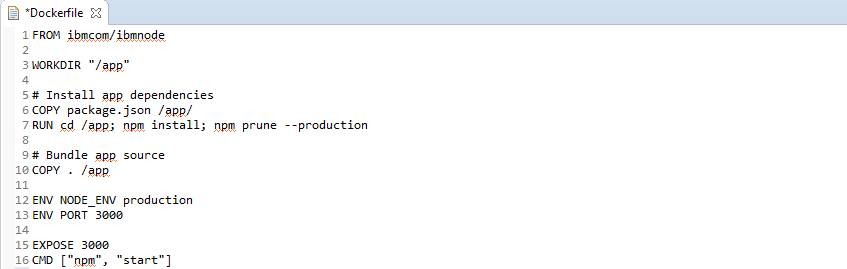 *Dockerfile
1 FROM ibmcom/ibmnode
2
3 WORKDIR "/app"
4
5 # Install app dependencies
6 COPY package.json /app/
7 RUN cd /app; npm install; npm prune --production
8
9 # Bundle app source
10 COPY . /app
11
12 ENV NODE_ENV production
13 ENV PORT 3000
14
15 EXPOSE 3000
16 CMD ["npm", "start"]